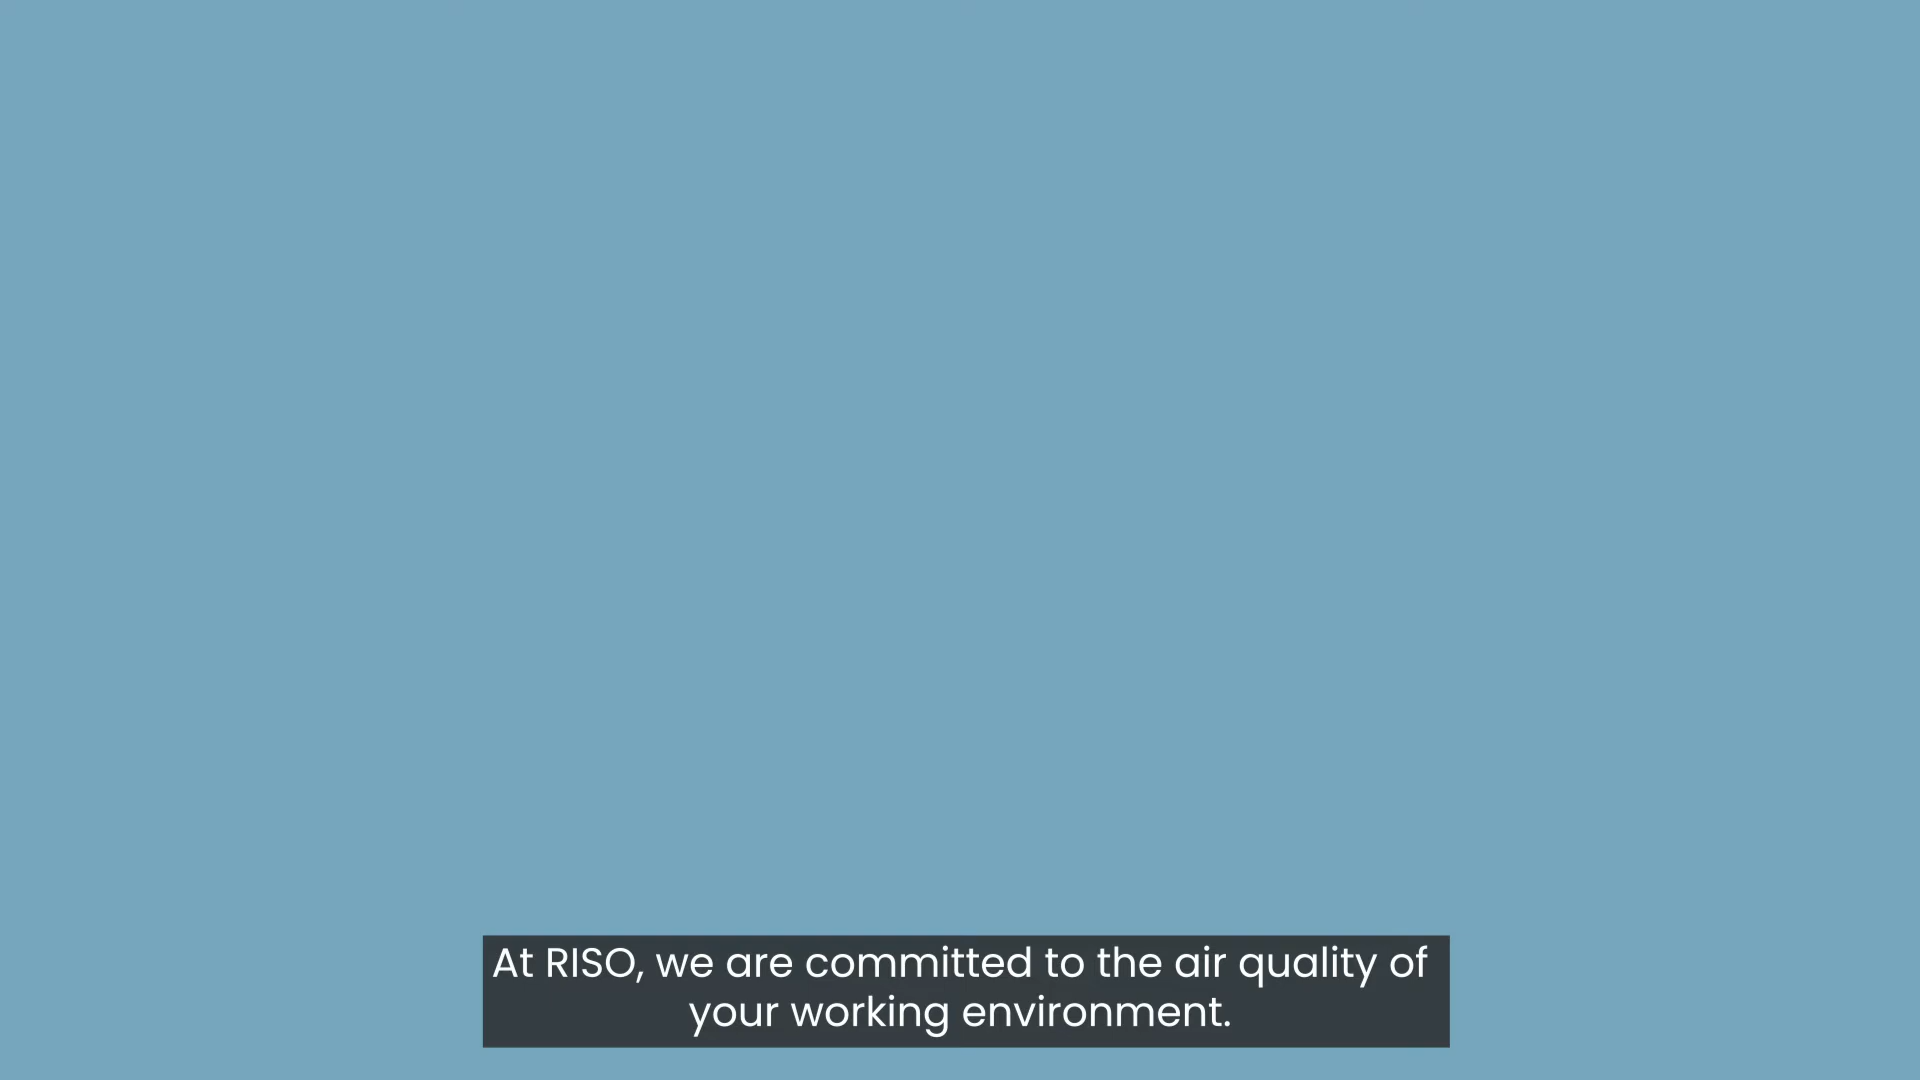 At RISO, we are committed to the air quality of
your working environment.